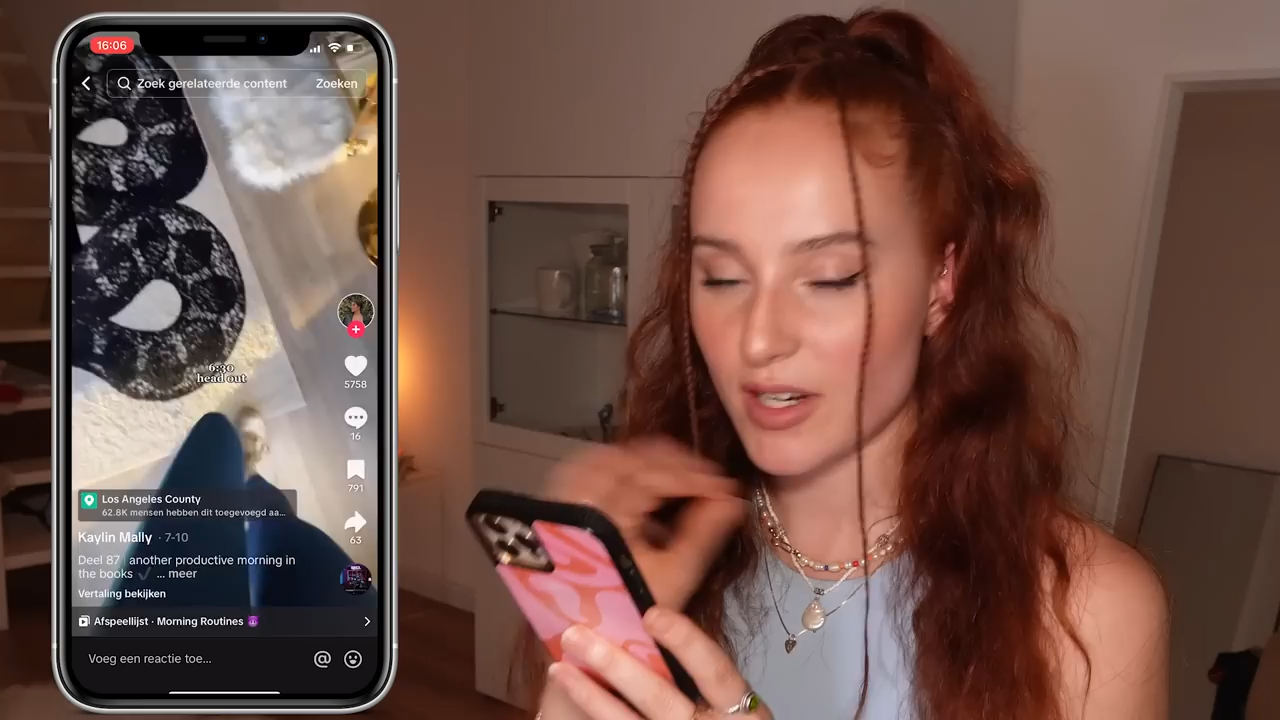 16:06
Zoek gerelateerde content
Zoeken
6:30
head out
5758
16
791
63
Los Angeles County
62.8K mensen hebben dit toegevoegd aa...
Kaylin Mally · 7-10
Deel 87 another productive morning in
the books ✓ ... meer
Vertaling bekijken
Afspeellijst · Morning Routines 😈
Voeg een reactie toe...
@